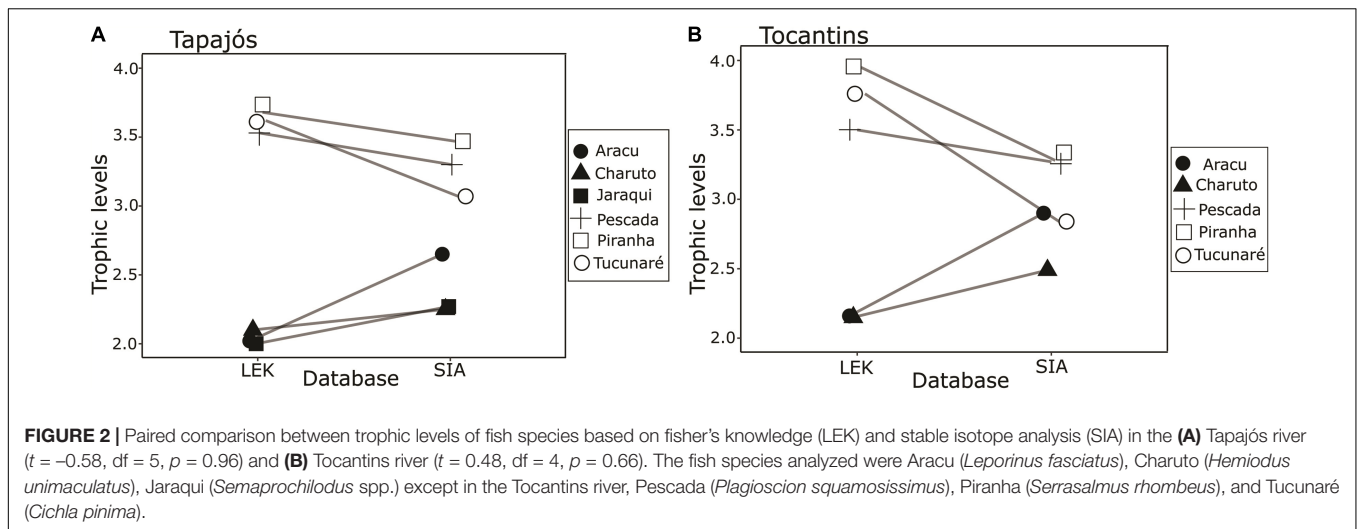 A
Tapajós
4.0
3.5
3.0
2.5
2.0
Trophic levels
LEK
SIA
Database
Aracu
Charuto
Jaraqui
Pescada
Piranha
Tucunaré
B
Tocantins
4.0
3.5
3.0
2.5
2.0
Trophic levels
LEK
SIA
Database
Aracu
Charuto
Pescada
Piranha
Tucunaré
FIGURE 2 | Paired comparison between trophic levels of fish species based on fisher's knowledge (LEK) and stable isotope analysis (SIA) in the (A) Tapajós river
(t = –0.58, df = 5, p = 0.96) and (B) Tocantins river (t = 0.48, df = 4, p = 0.66). The fish species analyzed were Aracu (Leporinus fasciatus), Charuto (Hemiodus
unimaculatus), Jaraqui (Semaprochilodus spp.) except in the Tocantins river, Pescada (Plagioscion squamosissimus), Piranha (Serrasalmus rhombeus), and Tucunaré
(Cichla pinima).